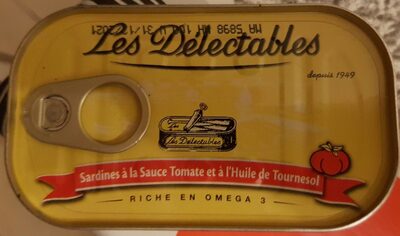 Les Délectables
depuis 1949
Les Délectables
Sardines à la Sauce Tomate et à l'Huile de Tournesol
RICHE EN OMEGA 3